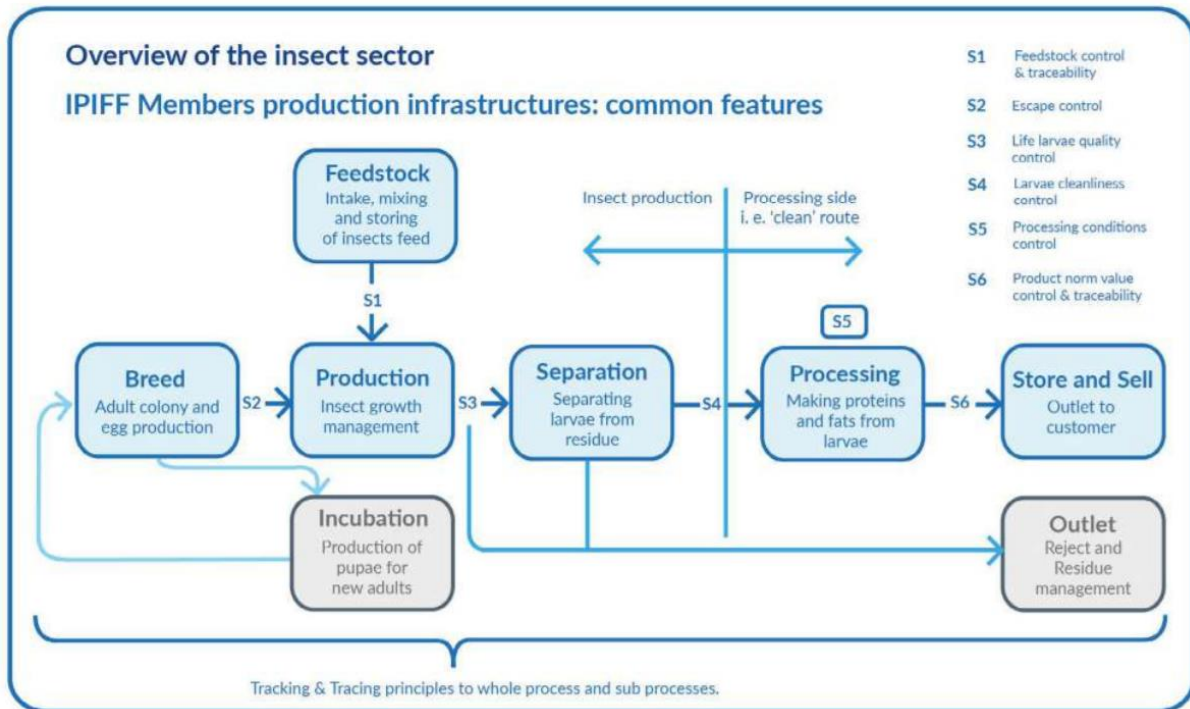 Overview of the insect sector
IPIFF Members production infrastructures: common features
S1 Feedstock control
& traceability
S2 Escape control
S3 Life larvae quality
control
S4 Larvae cleanliness
control
S5 Processing conditions
control
S6 Product norm value
control & traceability
Feedstock
Intake, mixing
and storing
of insects feed
Insect production
Processing side
i. e. ‘clean’ route
S1
S5
Breed
Adult colony and
egg production
S2
Production
Insect growth
management
S3
Separation
Separating
larvae from
residue
S4
Processing
Making proteins
and fats from
larvae
S6
Store and Sell
Outlet to
customer
Incubation
Production of
pupae for
new adults
Outlet
Reject and
Residue
management
Tracking & Tracing principles to whole process and sub processes.